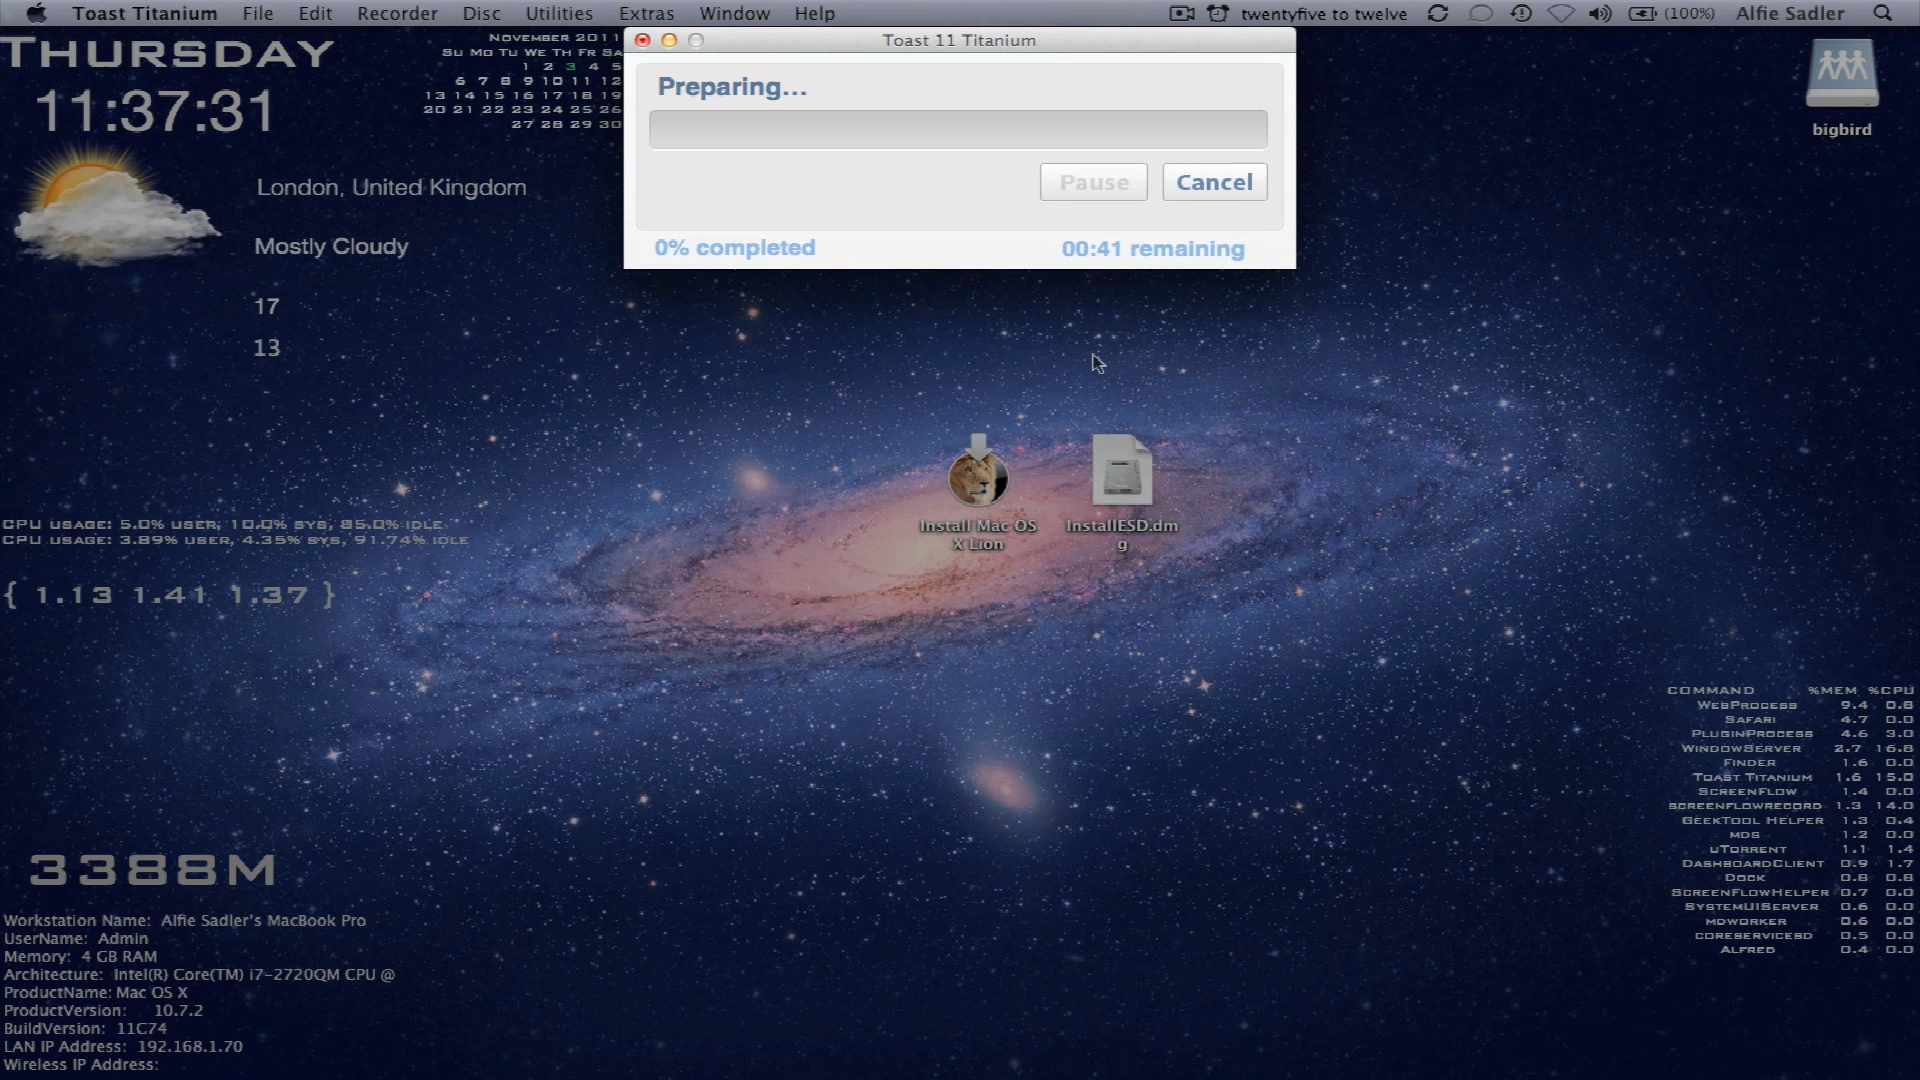 Toast Titanium File Edit Recorder Disc Utilities Extras Window Help twentyfive to twelve (100%) Alfie Sadler
THURSDAY
11:37:31
November 2011
Su Mo Tu We Th Fr Sa
1 2 3 4 5
6 7 8 9 10 11 12
13 14 15 16 17 18 19
20 21 22 23 24 25 26
27 28 29 30
London, United Kingdom
Mostly Cloudy
17
13
Toast 11 Titanium
Preparing...
Pause Cancel
0% completed 00:41 remaining
bigbird
Install Mac OS
X Lion
InstallESD.dm
g
CPU usage: 5.0% user, 10.0% sys, 85.0% idle
CPU usage: 3.89% user, 4.35% sys, 91.74% idle
{ 1.13 1.41 1.37 }
3388M
Workstation Name: Alfie Sadler's MacBook Pro
UserName: Admin
Memory: 4 GB RAM
Architecture: Intel(R) Core(TM) i7-2720QM CPU @
ProductName: Mac OS X
ProductVersion: 10.7.2
BuildVersion: 11C74
LAN IP Address: 192.168.1.70
Wireless IP Address:
COMMAND %MEM %CPU
WebProcess 9.4 0.8
Safari 4.7 0.0
PluginProcess 4.6 3.0
WindowServer 2.7 16.8
Finder 1.6 0.0
Toast Titanium 1.6 15.0
ScreenFlow 1.4 0.0
screenflowrecord 1.3 14.0
GeekTool Helper 1.3 0.4
mds 1.2 0.0
uTorrent 1.1 1.4
DashboardClient 0.9 1.7
Dock 0.8 0.8
ScreenFlowHelper 0.7 0.0
SystemUIServer 0.6 0.0
mdworker 0.6 0.0
coreservicesd 0.5 0.0
Alfred 0.4 0.0